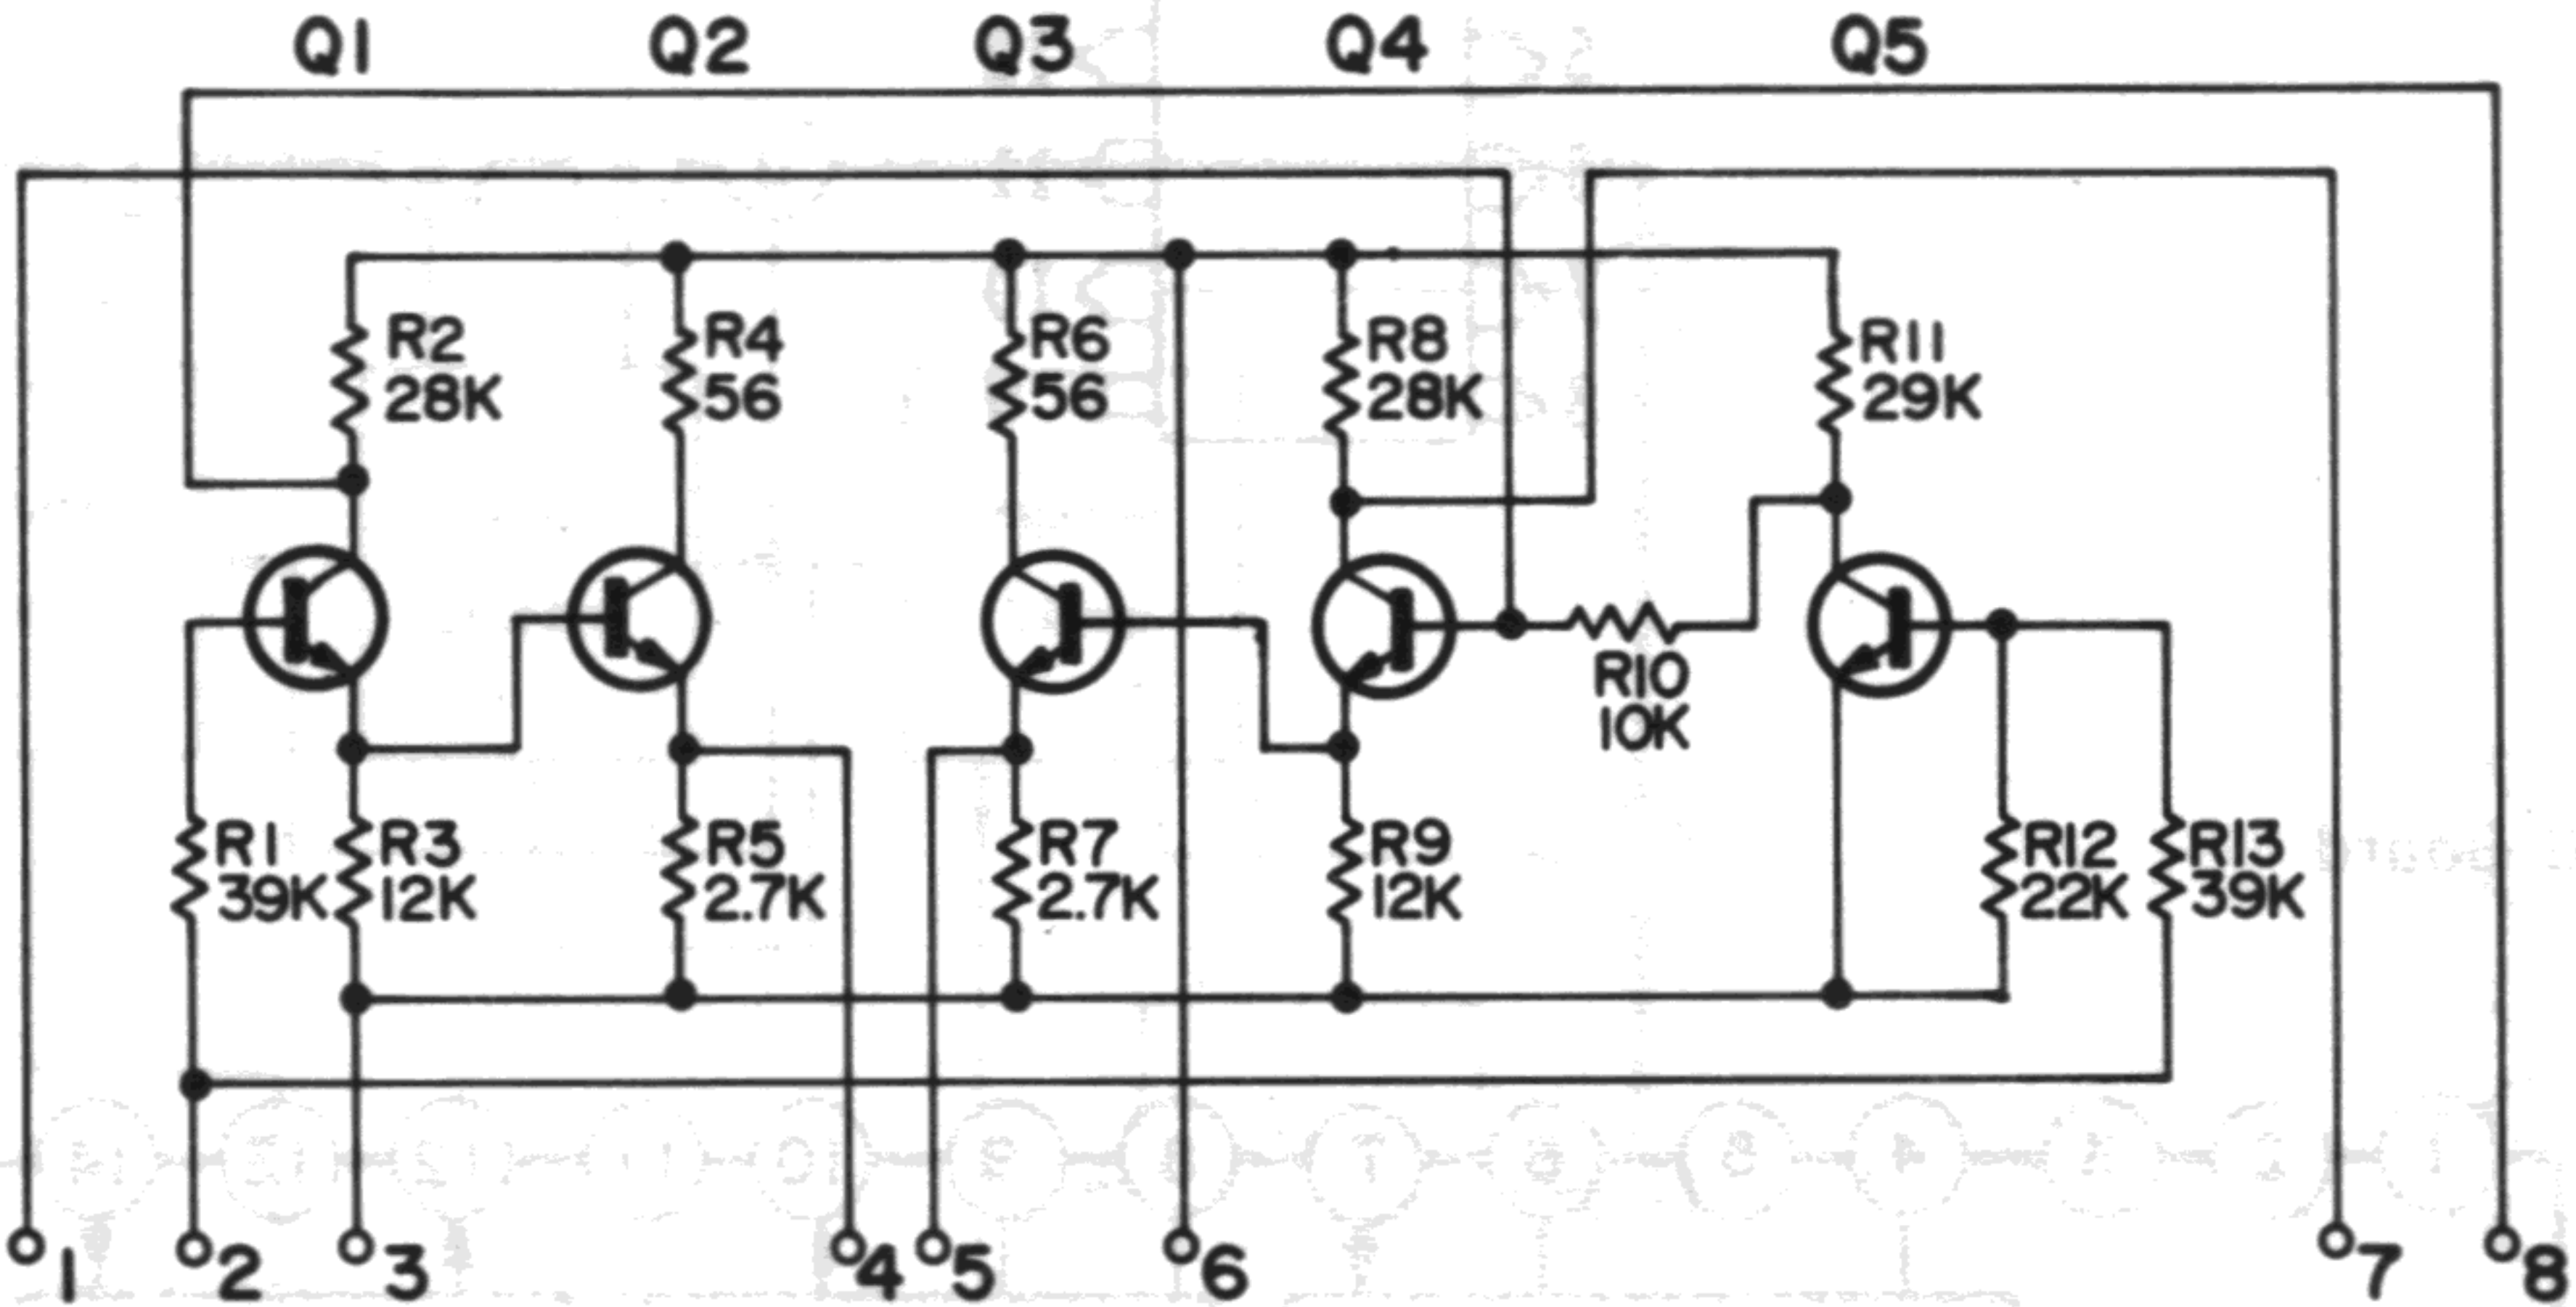 Q1 Q2 Q3 Q4 Q5
R2 R4 R6 R8 R11
28K 56 56 28K 29K
R10
10K
R1 R3 R5 R7 R9 R12 R13
39K 12K 2.7K 2.7K 12K 22K 39K
1 2 3 4 5 6 7 8